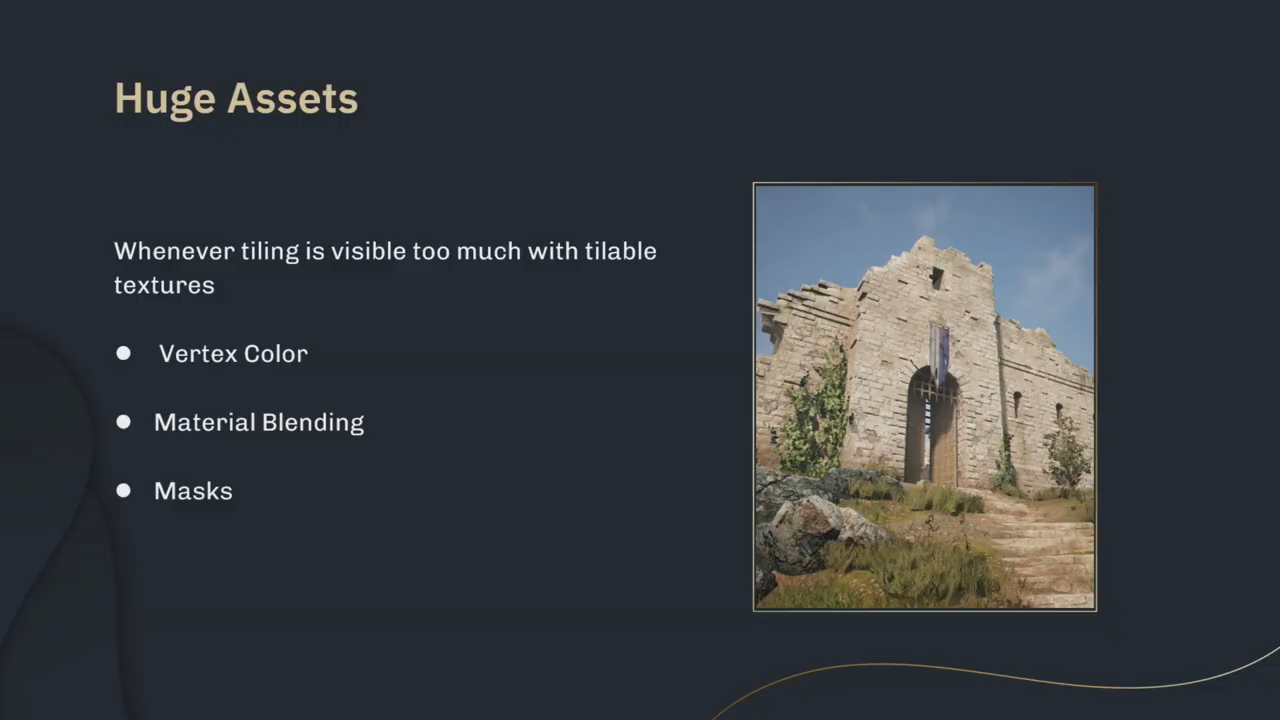 Huge Assets
Whenever tiling is visible too much with tilable
textures
● Vertex Color
● Material Blending
● Masks